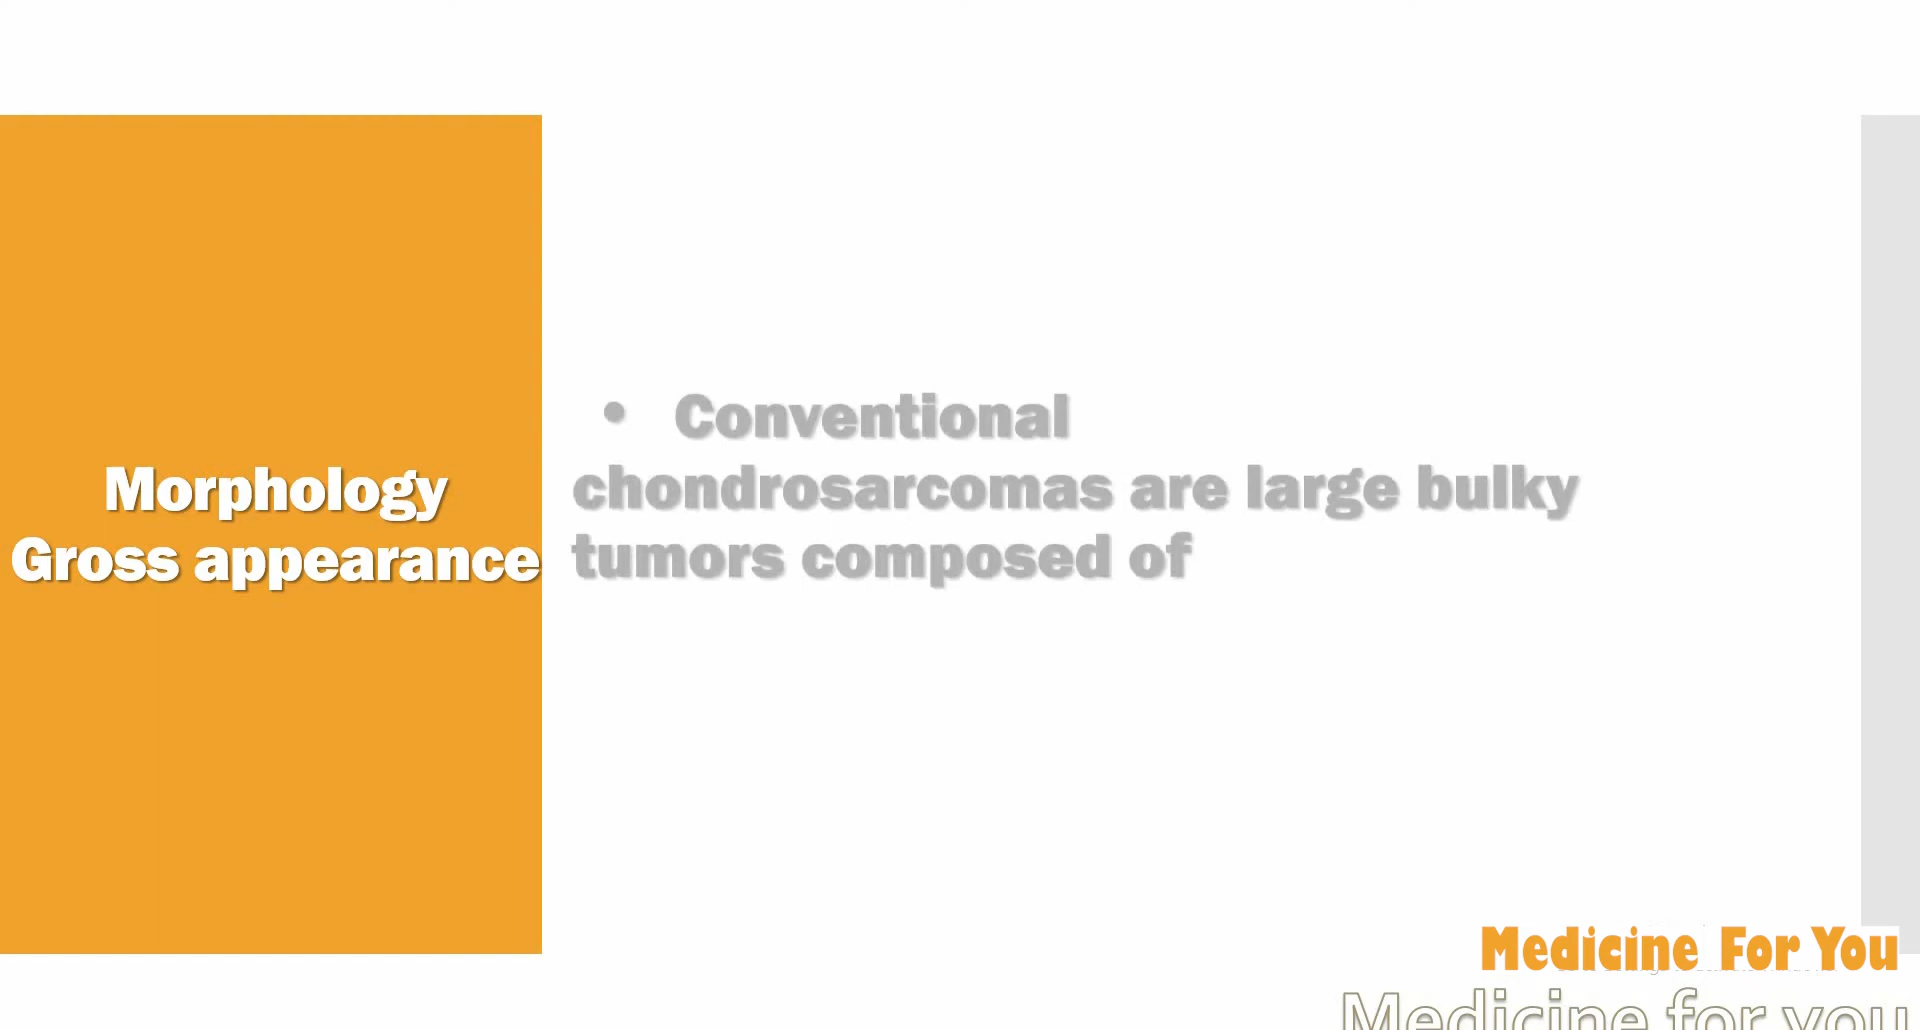 Morphology
Gross appearance
• Conventional
chondrosarcomas are large bulky
tumors composed of
Medicine For You
Medicine for you